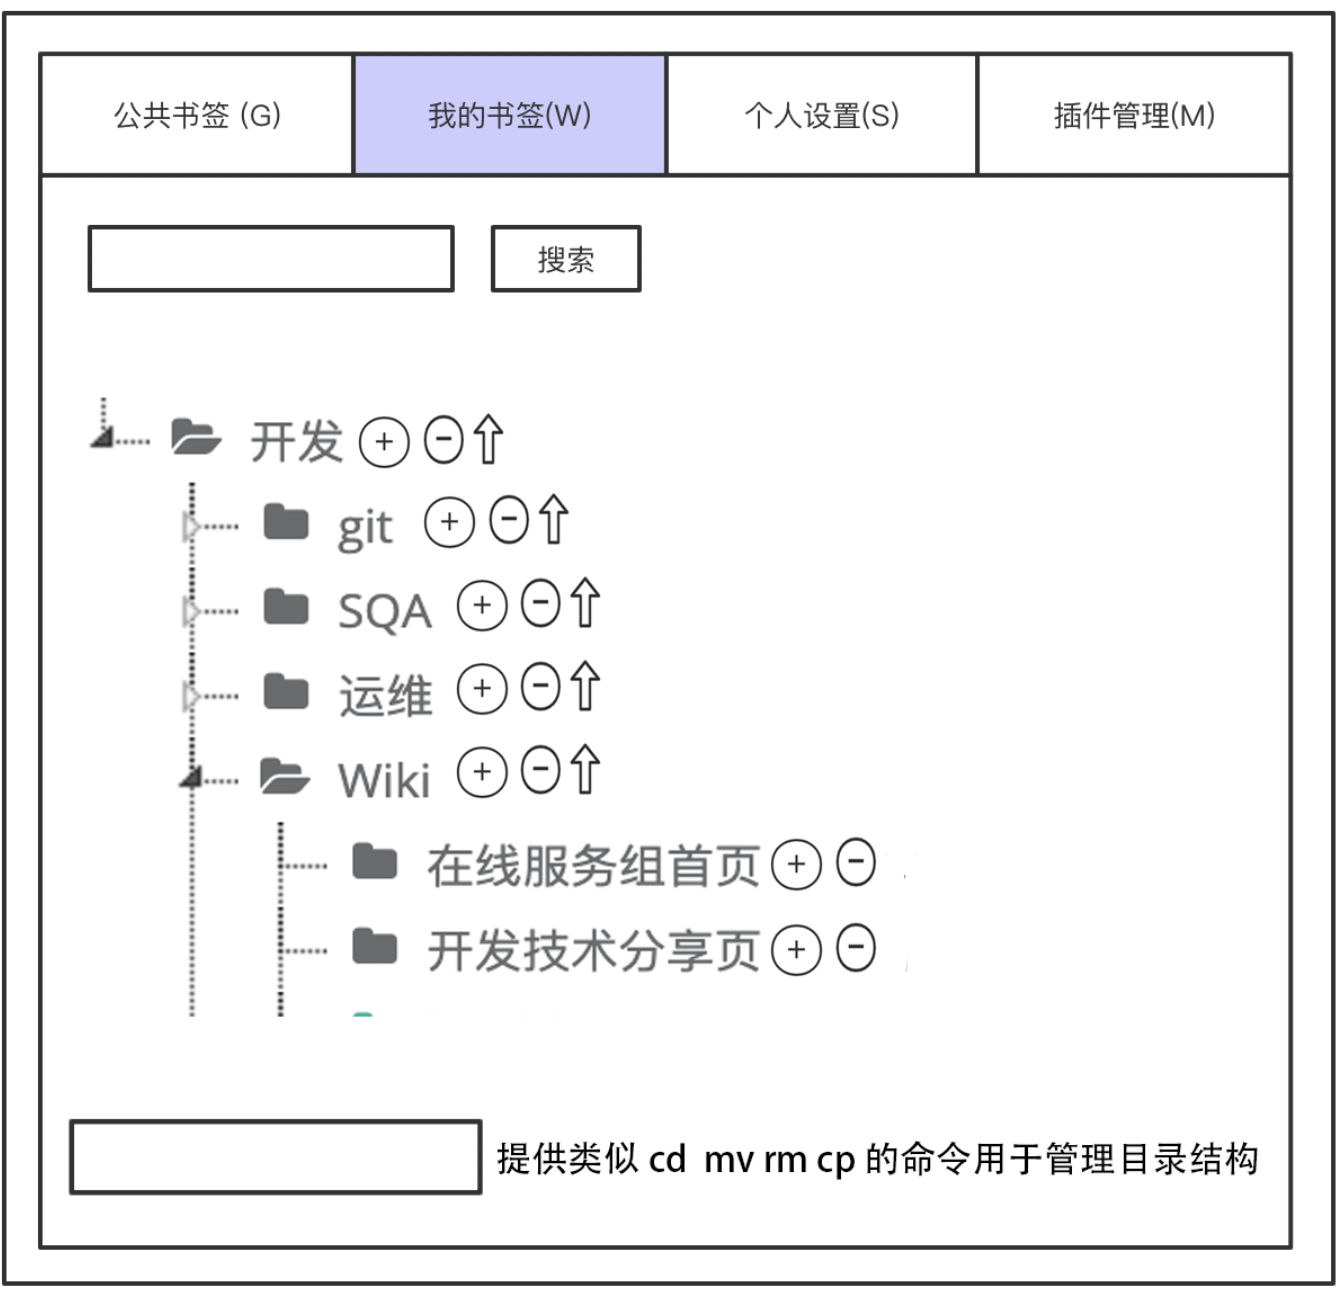 公共书签 (G) 我的书签(W) 个人设置(S) 插件管理(M)
搜索
开发
git
SQA
运维
Wiki
在线服务组首页
开发技术分享页
提供类似 cd mv rm cp 的命令用于管理目录结构